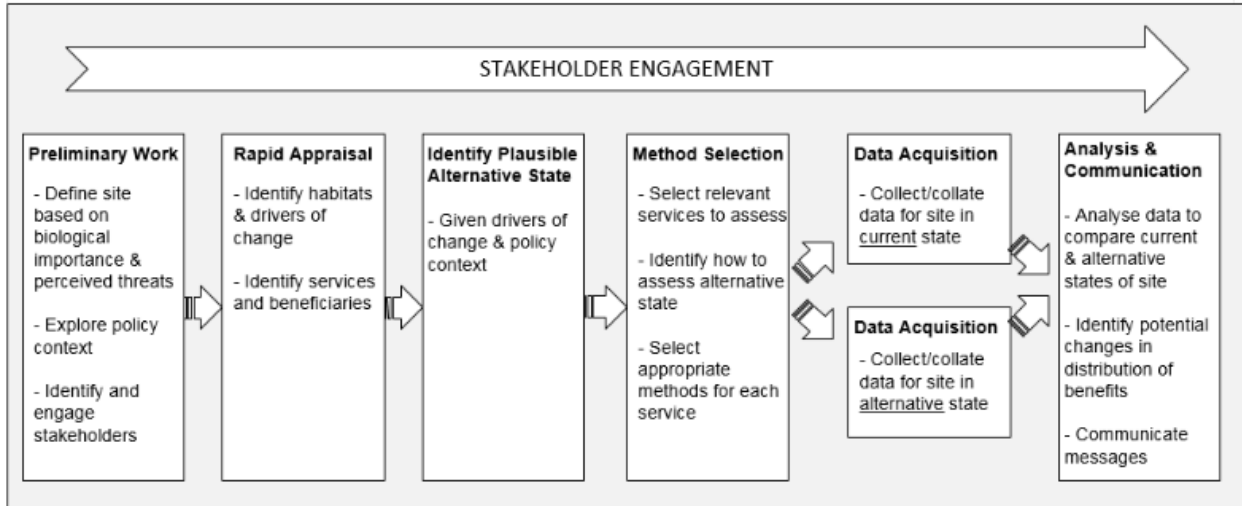 STAKEHOLDER ENGAGEMENT
Preliminary Work
- Define site
based on
biological
importance &
perceived threats
- Explore policy
context
- Identify and
engage
stakeholders
Rapid Appraisal
- Identify habitats
& drivers of
change
- Identify services
and beneficiaries
Identify Plausible
Alternative State
- Given drivers of
change & policy
context
Method Selection
- Select relevant
services to assess
- Identify how to
assess alternative
state
- Select
appropriate
methods for each
service
Data Acquisition
- Collect/collate
data for site in
current state
Data Acquisition
- Collect/collate
data for site in
alternative state
Analysis &
Communication
- Analyse data to
compare current
& alternative
states of site
- Identify potential
changes in
distribution of
benefits
- Communicate
messages